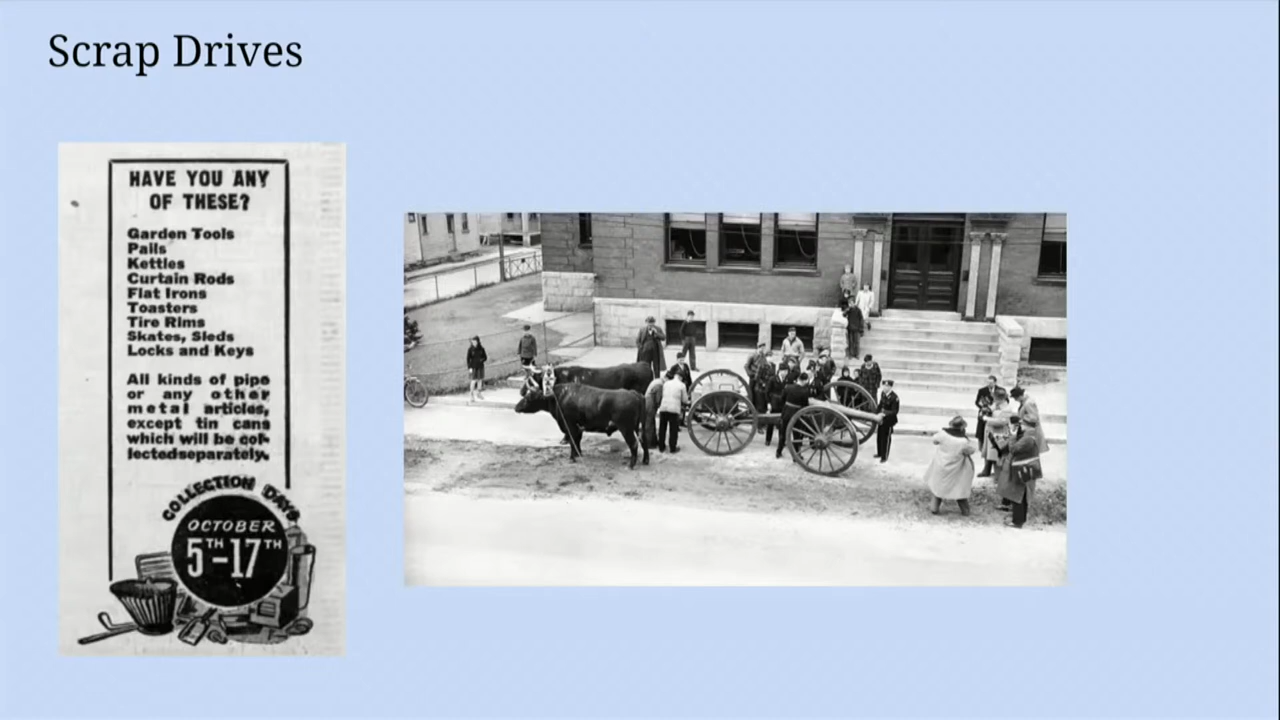 Scrap Drives
HAVE YOU ANY
OF THESE?
Garden Tools
Pails
Kettles
Curtain Rods
Flat Irons
Toasters
Tire Rims
Skates, Sleds
Locks and Keys
All kinds of pipe
or any other
metal articles,
except tin cans
which will be col-
lectedseparately.
COLLECTION DAYS
OCTOBER
5TH-17TH